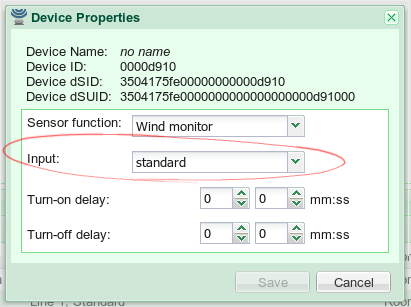 Device Properties
Device Name: no name
Device ID: 0000d910
Device dSID: 3504175fe00000000000d910
Device dSUID: 3504175fe0000000000000000000d91000
Sensor function: Wind monitor
Input: standard
Turn-on delay: 0 0 mm:ss
Turn-off delay: 0 0 mm:ss
Save Cancel
Line 1, Standard